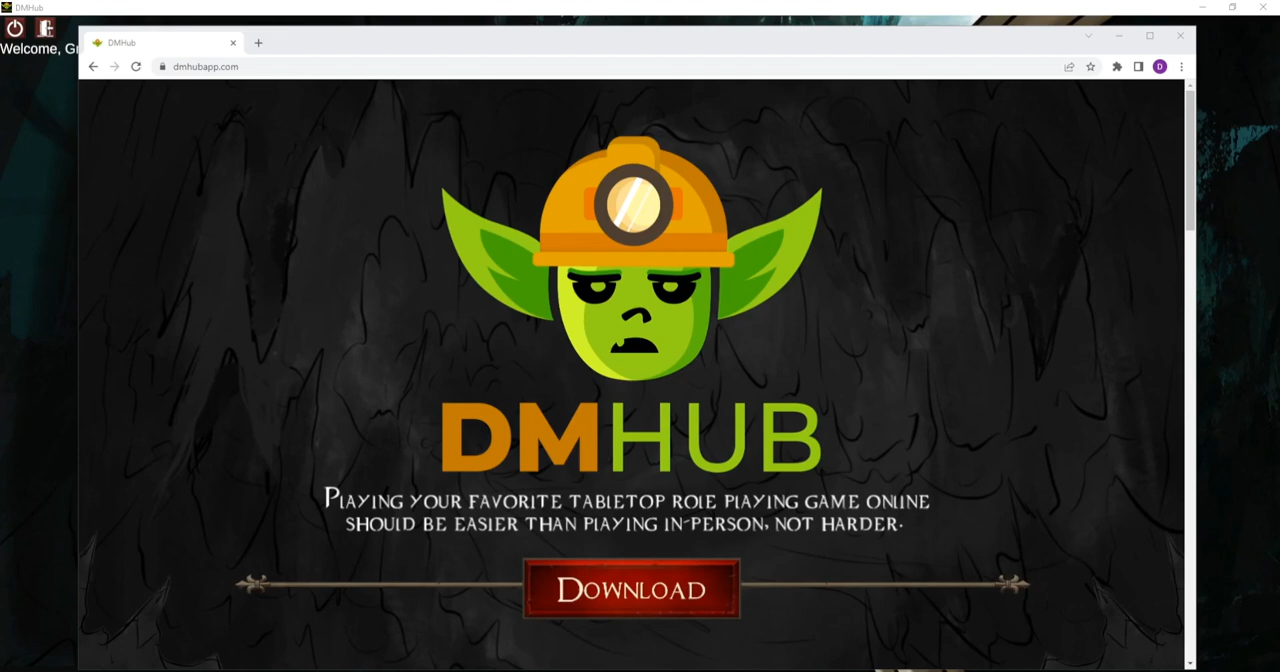 DMHub
Welcome, Gr
DMHub
dmhubapp.com
D
DMHUB
PLAYING YOUR FAVORITE TABLETOP ROLE PLAYING GAME ONLINE
SHOULD BE EASIER THAN PLAYING IN-PERSON, NOT HARDER.
DOWNLOAD